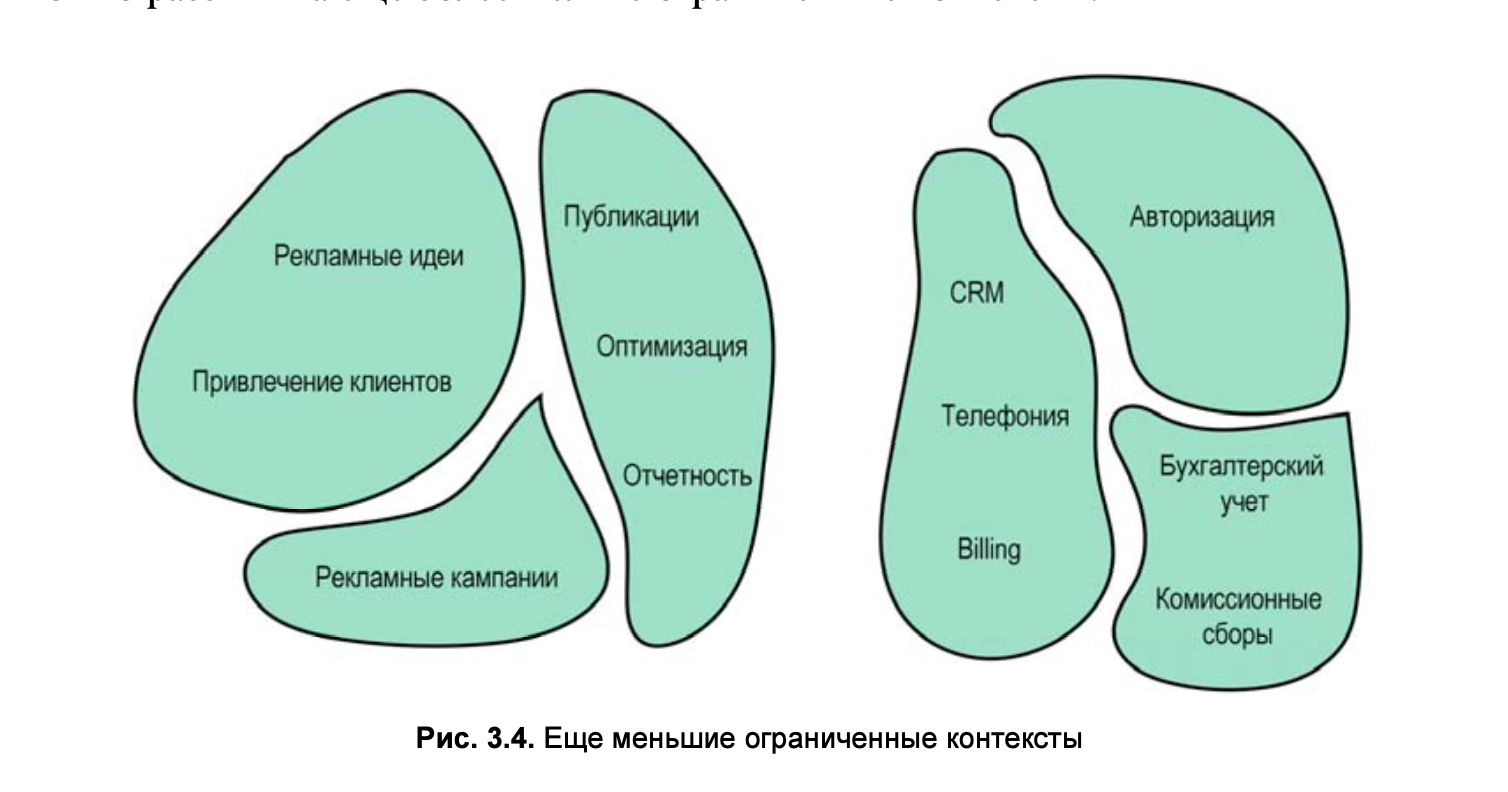 Рекламные идеи
Привлечение клиентов
Рекламные кампании
Публикации
Оптимизация
Отчетность
CRM
Телефония
Billing
Авторизация
Бухгалтерский
учет
Комиссионные
сборы
Рис. 3.4. Еще меньшие ограниченные контексты